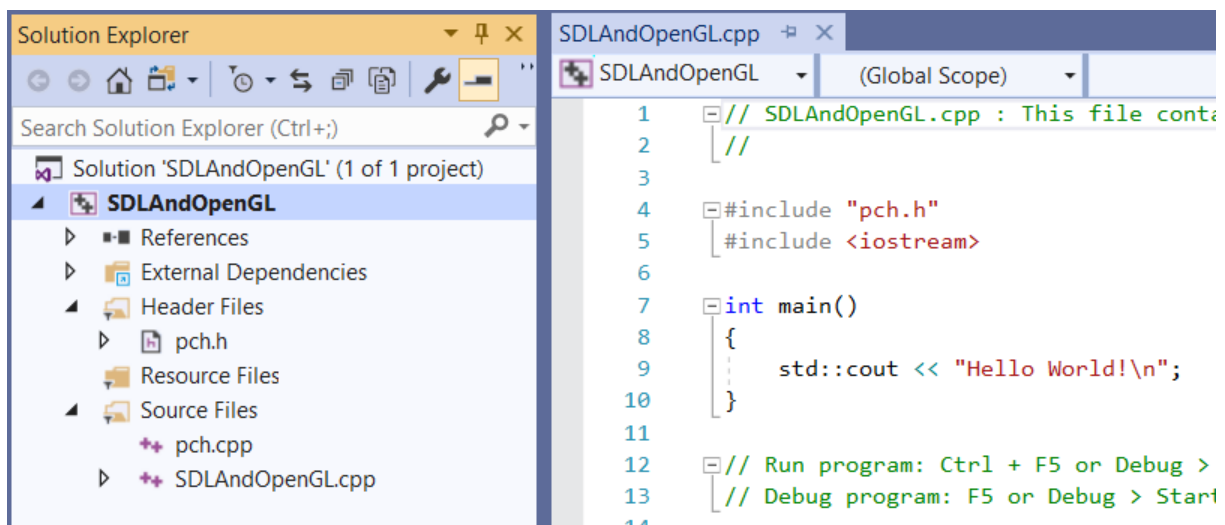 Solution Explorer
Search Solution Explorer (Ctrl+;)
Solution 'SDLAndOpenGL' (1 of 1 project)
SDLAndOpenGL
References
External Dependencies
Header Files
pch.h
Resource Files
Source Files
pch.cpp
SDLAndOpenGL.cpp
SDLAndOpenGL.cpp
SDLAndOpenGL (Global Scope)
1 // SDLAndOpenGL.cpp : This file conta
2 //
3
4 #include "pch.h"
5 #include <iostream>
6
7 int main()
8 {
9 std::cout << "Hello World!\n";
10 }
11
12 // Run program: Ctrl + F5 or Debug >
13 // Debug program: F5 or Debug > Start
14